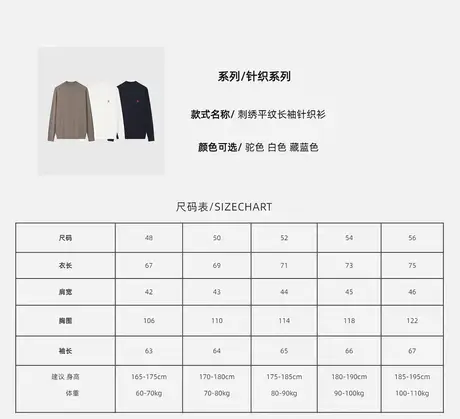 系列/针织系列
款式名称/ 刺绣平纹长袖针织衫
颜色可选/ 驼色 白色 藏蓝色
尺码表/SIZECHART
尺码 48 50 52 54 56
衣长 67 69 71 73 75
肩宽 42 43 44 45 46
胸围 106 110 114 118 122
袖长 63 64 65 66 67
建议 身高 165-175cm 170-180cm 175-185cm 180-190cm 185-195cm
体重 60-70kg 70-80kg 80-90kg 90-100kg 100-110kg